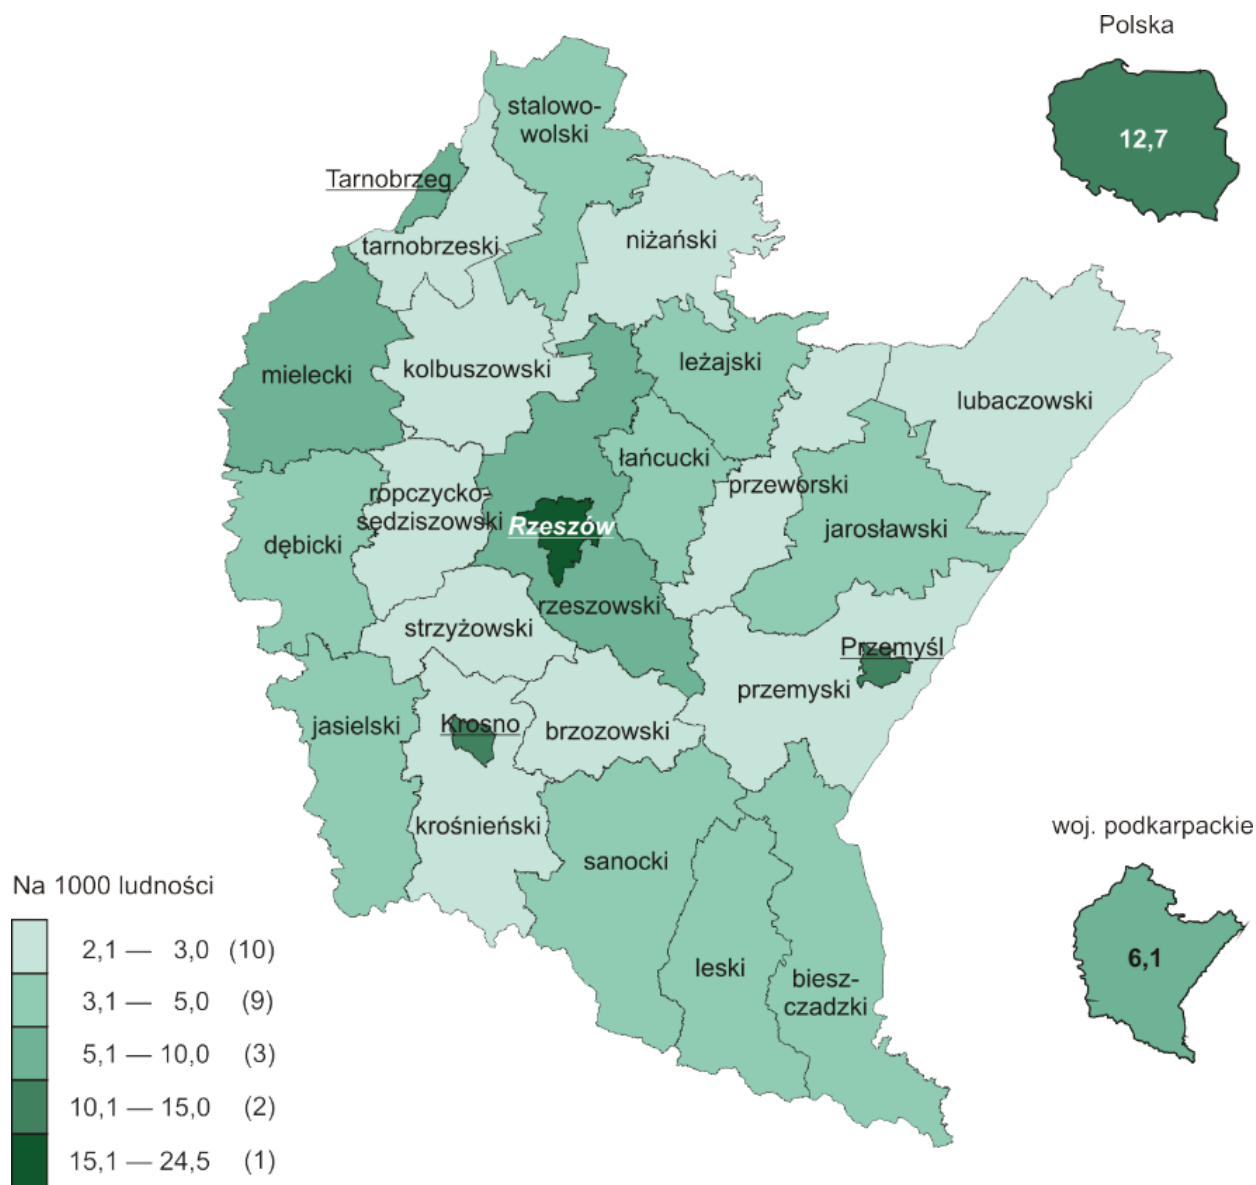 Polska
12,7
stalowo-
wolski
Tarnobrzeg
tarnobrzeski
niżański
mielecki
kolbuszowski
leżajski
lubaczowski
łańcucki
przeworski
ropczycko-
sędziszowski
Rzeszów
jarosławski
dębicki
rzeszowski
strzyżowski
Przemyśl
przemyski
jasielski
Krosno
brzozowski
krośnieński
sanocki
leski
biesz-
czadzki
woj. podkarpackie
6,1
Na 1000 ludności
2,1 — 3,0 (10)
3,1 — 5,0 (9)
5,1 — 10,0 (3)
10,1 — 15,0 (2)
15,1 — 24,5 (1)